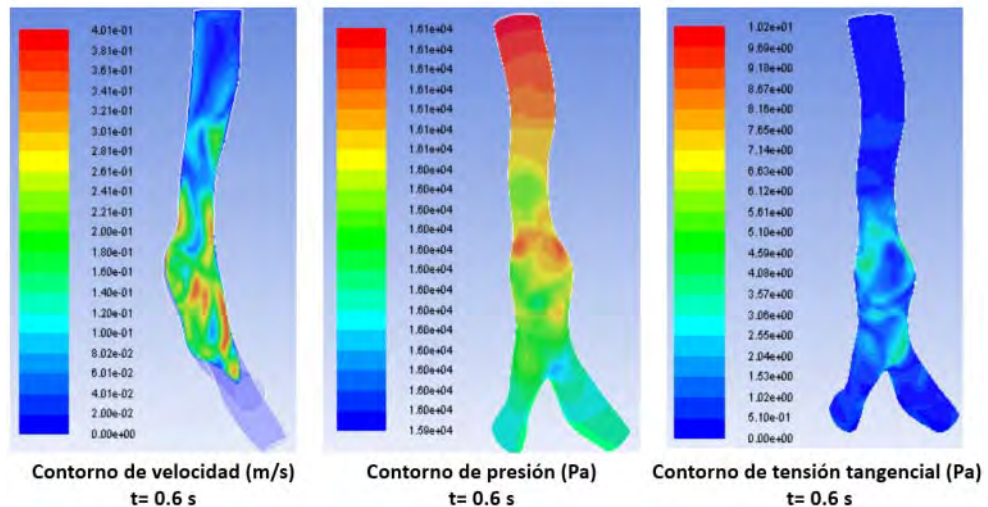 4.01e-01
3.81e-01
3.61e-01
3.41e-01
3.21e-01
3.01e-01
2.81e-01
2.61e-01
2.41e-01
2.21e-01
2.00e-01
1.80e-01
1.60e-01
1.40e-01
1.20e-01
1.00e-01
8.02e-02
6.01e-02
4.01e-02
2.00e-02
0.00e+00
Contorno de velocidad (m/s)
t= 0.6 s
1.61e+04
1.61e+04
1.61e+04
1.61e+04
1.61e+04
1.61e+04
1.61e+04
1.60e+04
1.60e+04
1.60e+04
1.60e+04
1.60e+04
1.60e+04
1.60e+04
1.60e+04
1.60e+04
1.60e+04
1.60e+04
1.60e+04
1.60e+04
1.59e+04
Contorno de presión (Pa)
t= 0.6 s
1.02e+01
9.69e+00
9.18e+00
8.67e+00
8.16e+00
7.65e+00
7.14e+00
6.63e+00
6.12e+00
5.61e+00
5.10e+00
4.59e+00
4.08e+00
3.57e+00
3.06e+00
2.55e+00
2.04e+00
1.53e+00
1.02e+00
5.10e-01
0.00e+00
Contorno de tensión tangencial (Pa)
t= 0.6 s